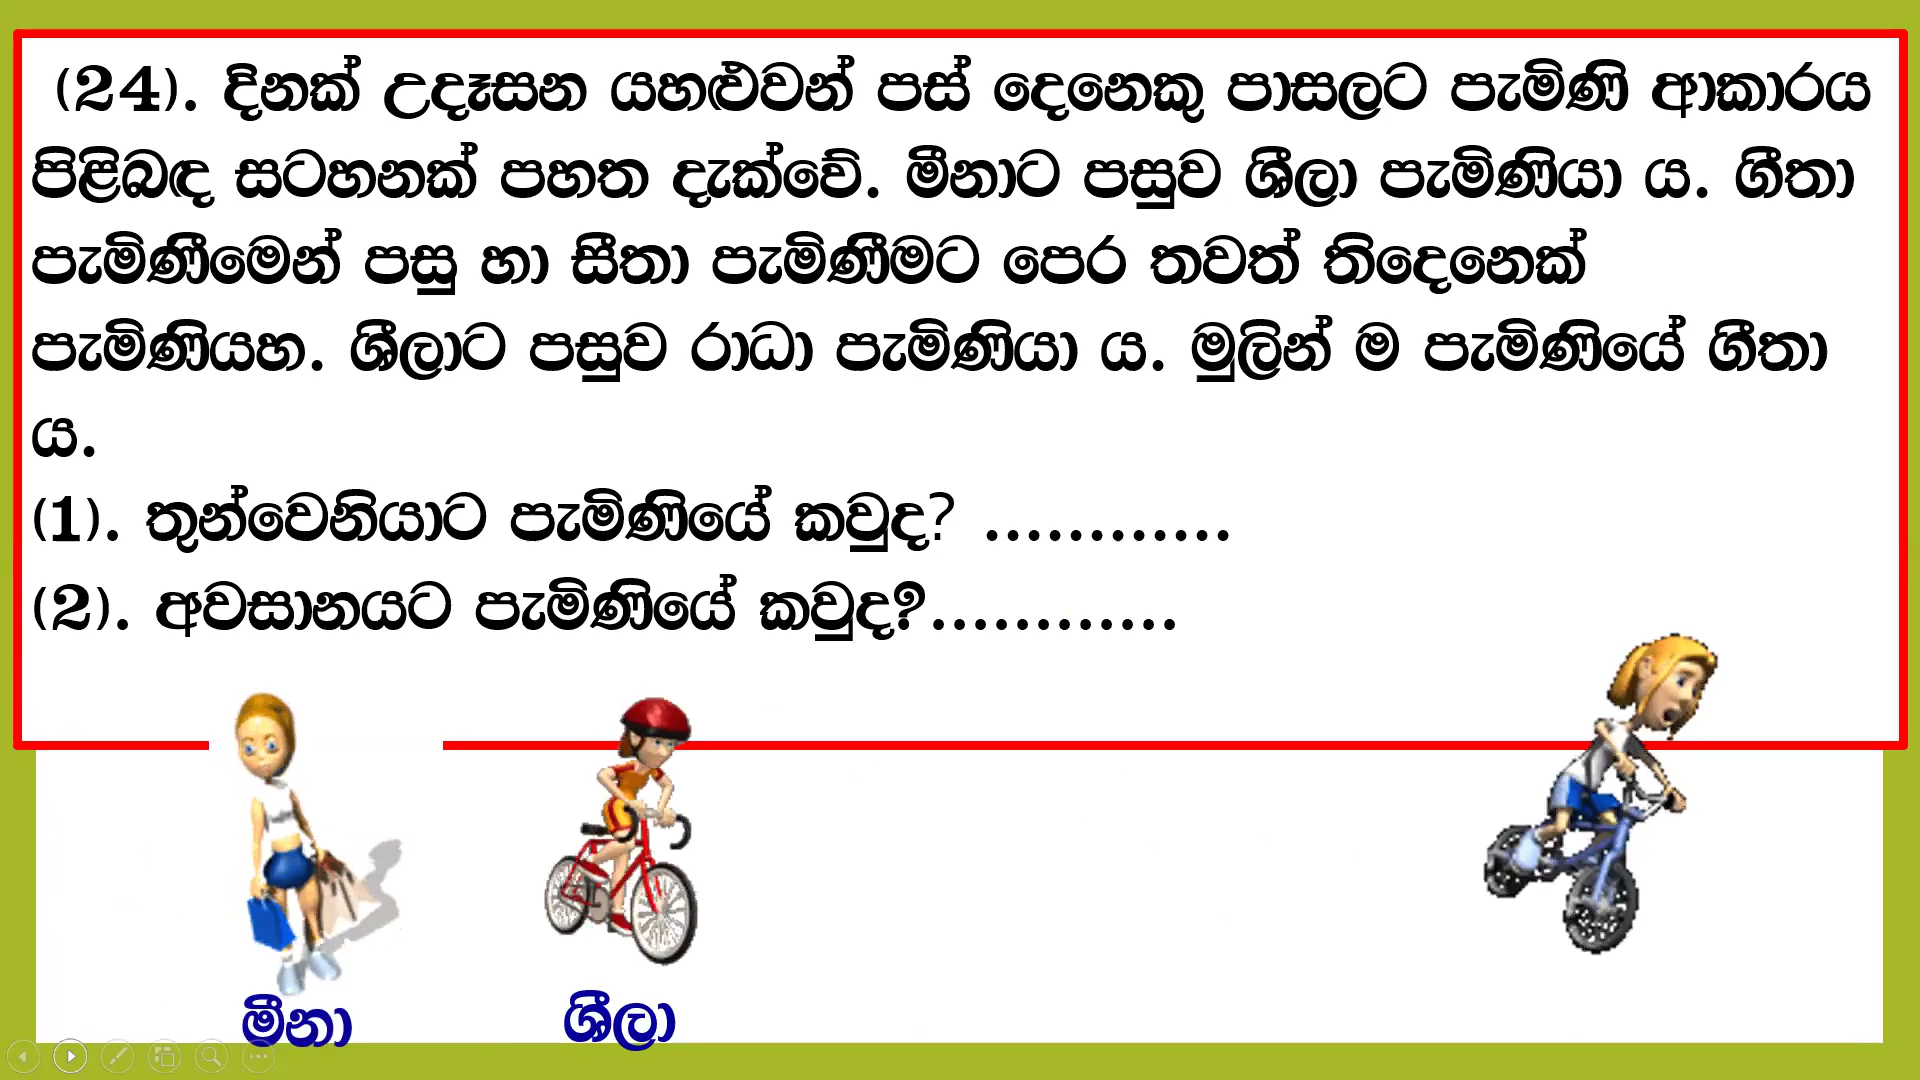 (24). දිනක් උදෑසන යහළුවන් පස් දෙනෙකු පාසලට පැමිණි ආකාරය
පිළිබඳ සටහනක් පහත දැක්වේ. මීනාට පසුව ශීලා පැමිණියා ය. ගීතා
පැමිණීමෙන් පසු හා සීතා පැමිණීමට පෙර තවත් තිදෙනෙක්
පැමිණියහ. ශීලාට පසුව රාධා පැමිණියා ය. මුලින් ම පැමිණියේ ගීතා
ය.
(1). තුන්වෙනියාට පැමිණියේ කවුද? ............
(2). අවසානයට පැමිණියේ කවුද?............
මීනා
ශීලා